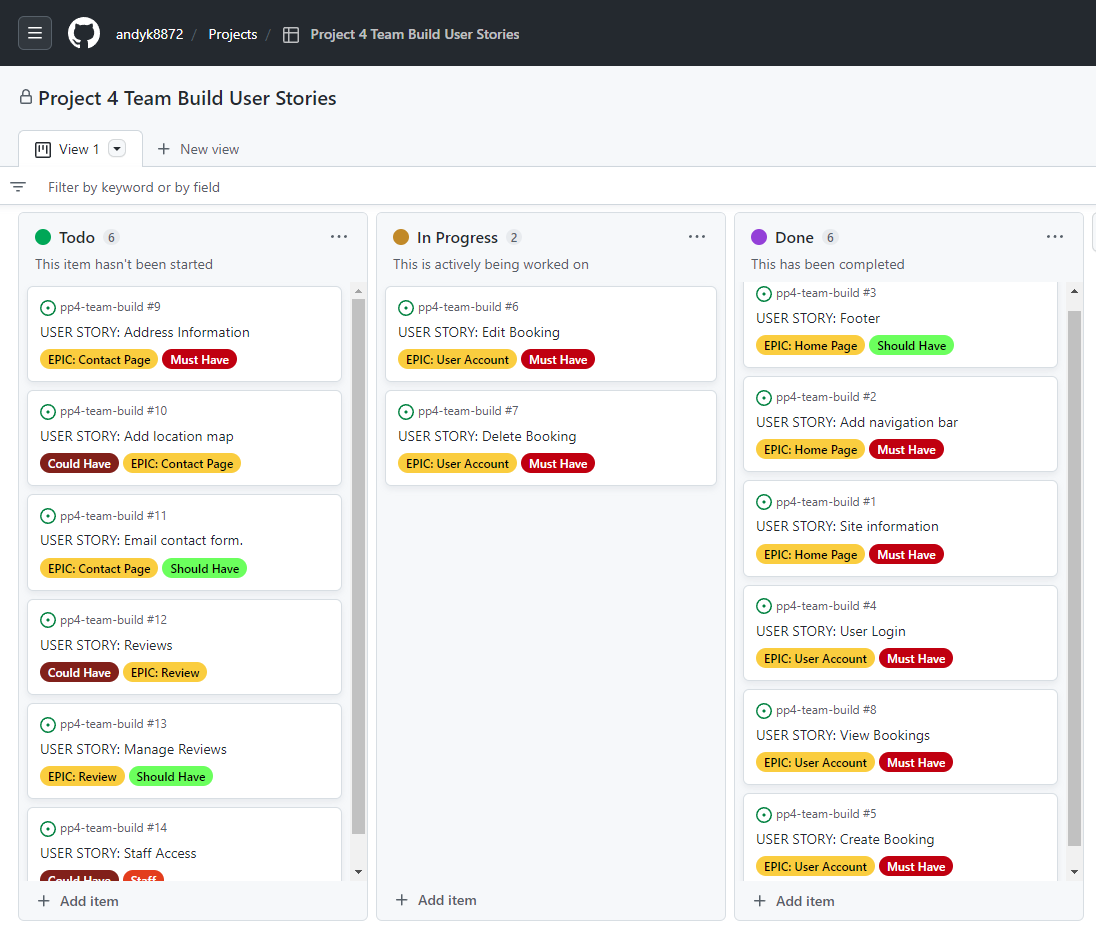 andyk8872 / Projects / Project 4 Team Build User Stories
Project 4 Team Build User Stories
View 1
New view
Filter by keyword or by field
Todo 6
This item hasn't been started
pp4-team-build #9
USER STORY: Address Information
EPIC: Contact Page Must Have
pp4-team-build #10
USER STORY: Add location map
Could Have EPIC: Contact Page
pp4-team-build #11
USER STORY: Email contact form.
EPIC: Contact Page Should Have
pp4-team-build #12
USER STORY: Reviews
Could Have EPIC: Review
pp4-team-build #13
USER STORY: Manage Reviews
EPIC: Review Should Have
pp4-team-build #14
USER STORY: Staff Access
Could Have Staff
Add item
In Progress 2
This is actively being worked on
pp4-team-build #6
USER STORY: Edit Booking
EPIC: User Account Must Have
pp4-team-build #7
USER STORY: Delete Booking
EPIC: User Account Must Have
Add item
Done 6
This has been completed
pp4-team-build #3
USER STORY: Footer
EPIC: Home Page Should Have
pp4-team-build #2
USER STORY: Add navigation bar
EPIC: Home Page Must Have
pp4-team-build #1
USER STORY: Site information
EPIC: Home Page Must Have
pp4-team-build #4
USER STORY: User Login
EPIC: User Account Must Have
pp4-team-build #8
USER STORY: View Bookings
EPIC: User Account Must Have
pp4-team-build #5
USER STORY: Create Booking
EPIC: User Account Must Have
Add item